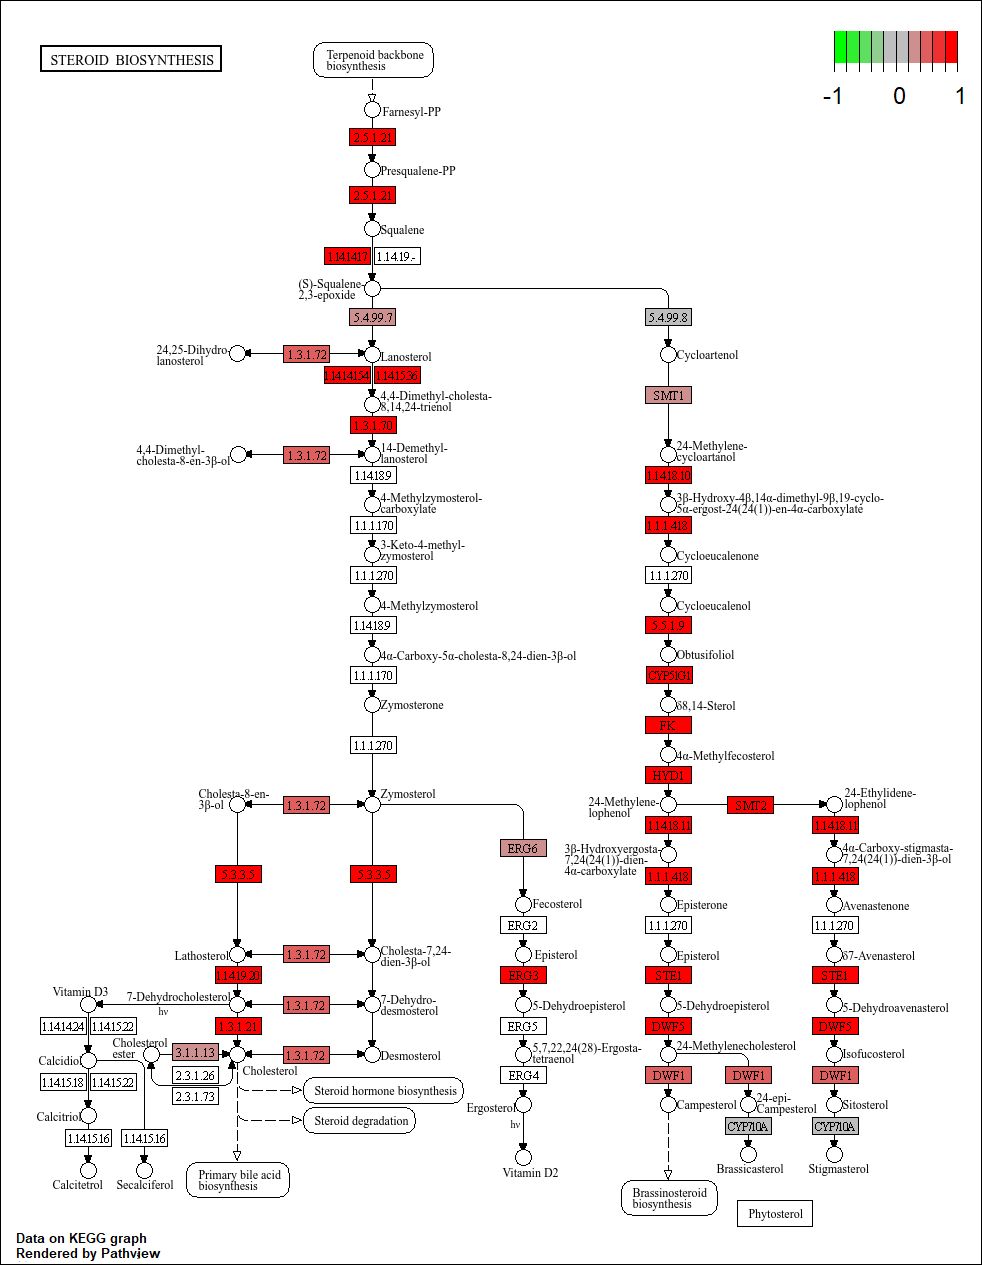 STEROID BIOSYNTHESIS
Terpenoid backbone
biosynthesis
-1
0
1
Farnesyl-PP
2.5.1.21
Presqualene-PP
2.5.1.21
Squalene
1.14.14.17
1.14.19.-
(S)-Squalene-
2,3-epoxide
5.4.99.7
5.4.99.8
24,25-Dihydro
lanosterol
1.3.1.72
Lanosterol
Cycloartenol
1.14.14.154
1.14.15.36
SMT1
4,4-Dimethyl-cholesta-
8,14,24-trienol
1.3.1.70
4,4-Dimethyl-
cholesta-8-en-3β-ol
1.3.1.72
14-Demethyl-
lanosterol
24-Methylene-
cycloartanol
1.14.18.9
1.14.18.10
4-Methylzymosterol-
carboxylate
3β-Hydroxy-4β,14α-dimethyl-9β,19-cyclo-
5α-ergost-24(24(1))-en-4α-carboxylate
1.1.1.170
1.1.1.418
3-Keto-4-methyl-
zymosterol
Cycloeucalenone
1.1.1.270
1.1.1.270
4-Methylzymosterol
Cycloeucalenol
1.14.18.9
5.5.1.9
4α-Carboxy-5α-cholesta-8,24-dien-3β-ol
Obtusifoliol
1.1.1.170
CYP51G1
Zymosterone
δ8,14-Sterol
FK
1.1.1.270
4α-Methylfecosterol
HYD1
Cholesta-8-en-
3β-ol
1.3.1.72
Zymosterol
24-Methylene-
lophenol
SMT2
24-Ethylidene-
lophenol
1.14.18.11
1.14.18.11
ERG6
3β-Hydroxyergosta-
7,24(24(1))-dien-
4α-carboxylate
4α-Carboxy-stigmasta-
7,24(24(1))-dien-3β-ol
5.3.3.5
5.3.3.5
1.1.1.418
1.1.1.418
Fecosterol
Episterone
Avenastenone
ERG2
1.1.1.270
1.1.1.270
Lathosterol
1.3.1.72
Cholesta-7,24-
dien-3β-ol
Episterol
Episterol
δ7-Avenasterol
1.14.19.20
ERG3
STE1
STE1
Vitamin D3
7-Dehydrocholesterol
hν
1.3.1.72
7-Dehydro-
desmosterol
5-Dehydroepisterol
5-Dehydroepisterol
5-Dehydroavenasterol
1.14.14.24
1.14.15.22
1.3.1.21
ERG5
DWF5
DWF5
Calcidiol
Cholesterol
ester
3.1.1.13
Cholesterol
1.3.1.72
Desmosterol
5,7,22,24(28)-Ergosta-
tetraenol
24-Methylenecholesterol
Isofucosterol
1.14.15.18
1.14.15.22
2.3.1.26
2.3.1.73
ERG4
DWF1
DWF1
DWF1
Steroid hormone biosynthesis
Calcitriol
Steroid degradation
Ergosterol
hν
Campesterol
24-epi-
Campesterol
Sitosterol
1.14.15.16
1.14.15.16
CYP710A
CYP710A
Calcitetrol
Secalciferol
Primary bile acid
biosynthesis
Vitamin D2
Brassicasterol
Stigmasterol
Brassinosteroid
biosynthesis
Phytosterol
Data on KEGG graph
Rendered by Pathview